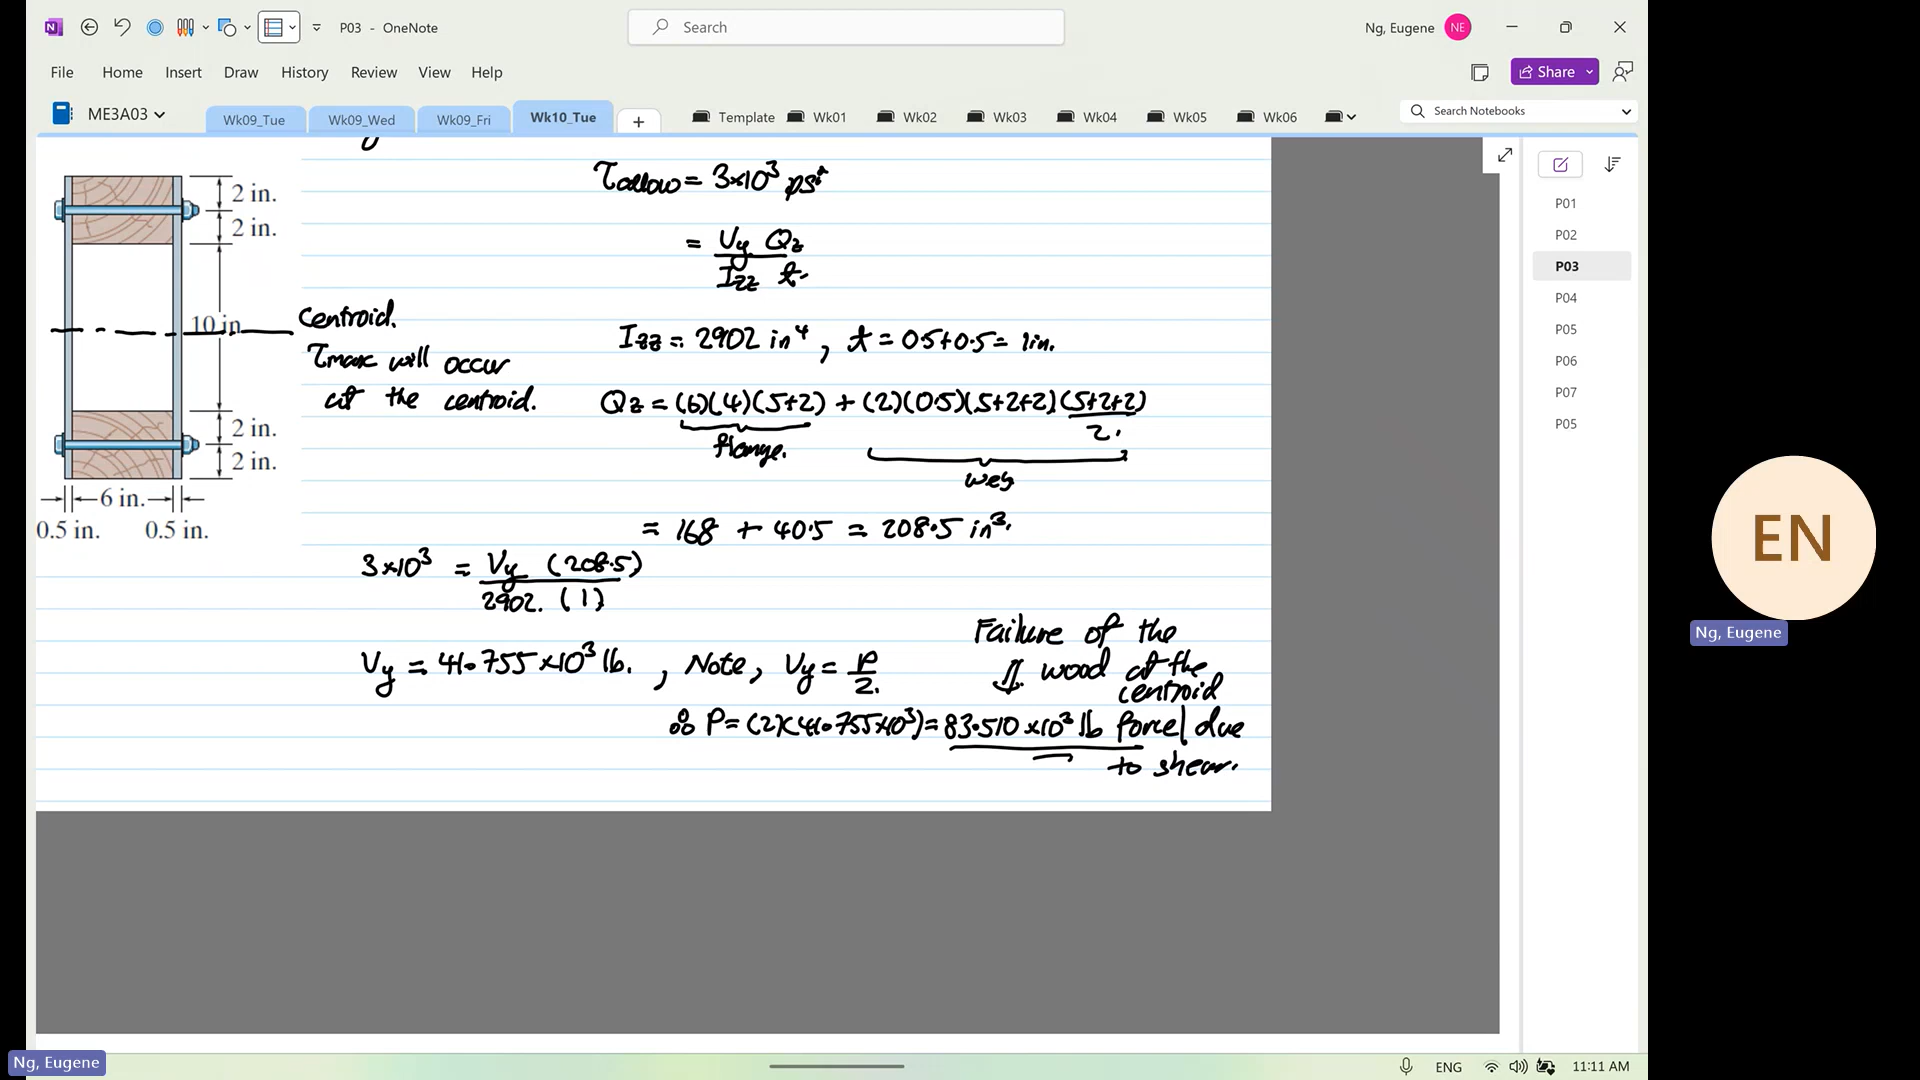 P03 - OneNote
Search
Ng, Eugene
NE
File Home Insert Draw History Review View Help
Share
ME3A03
Wk09_Tue Wk09_Wed Wk09_Fri Wk10_Tue + Template Wk01 Wk02 Wk03 Wk04 Wk05 Wk06
Search Notebooks
P01
P02
P03
P04
P05
P06
P07
P05
2 in.
2 in.
10 in
2 in.
2 in.
6 in.
0.5 in. 0.5 in.
centroid.
τmax will occur
at the centroid.
τallow = 3×10³ psi
= Vy Qz
Izz t
Izz = 2902 in⁴, t = 0.5+0.5 = 1in.
Qz = (6)(4)(5+2) + (2)(0.5)(5+2+2)(5+2+2)
2.
flange.
web
= 168 + 40.5 = 208.5 in³.
3×10³ = Vy (208.5)
2902. (1)
Vy = 41.755×10³ lb. , Note, Vy = P
2.
∴ P = (2)(41.755×10³) = 83.510 ×10³ lb
Failure of the
wood at the
centroid
force due
to shear.
EN
Ng, Eugene
Ng, Eugene
ENG
11:11 AM